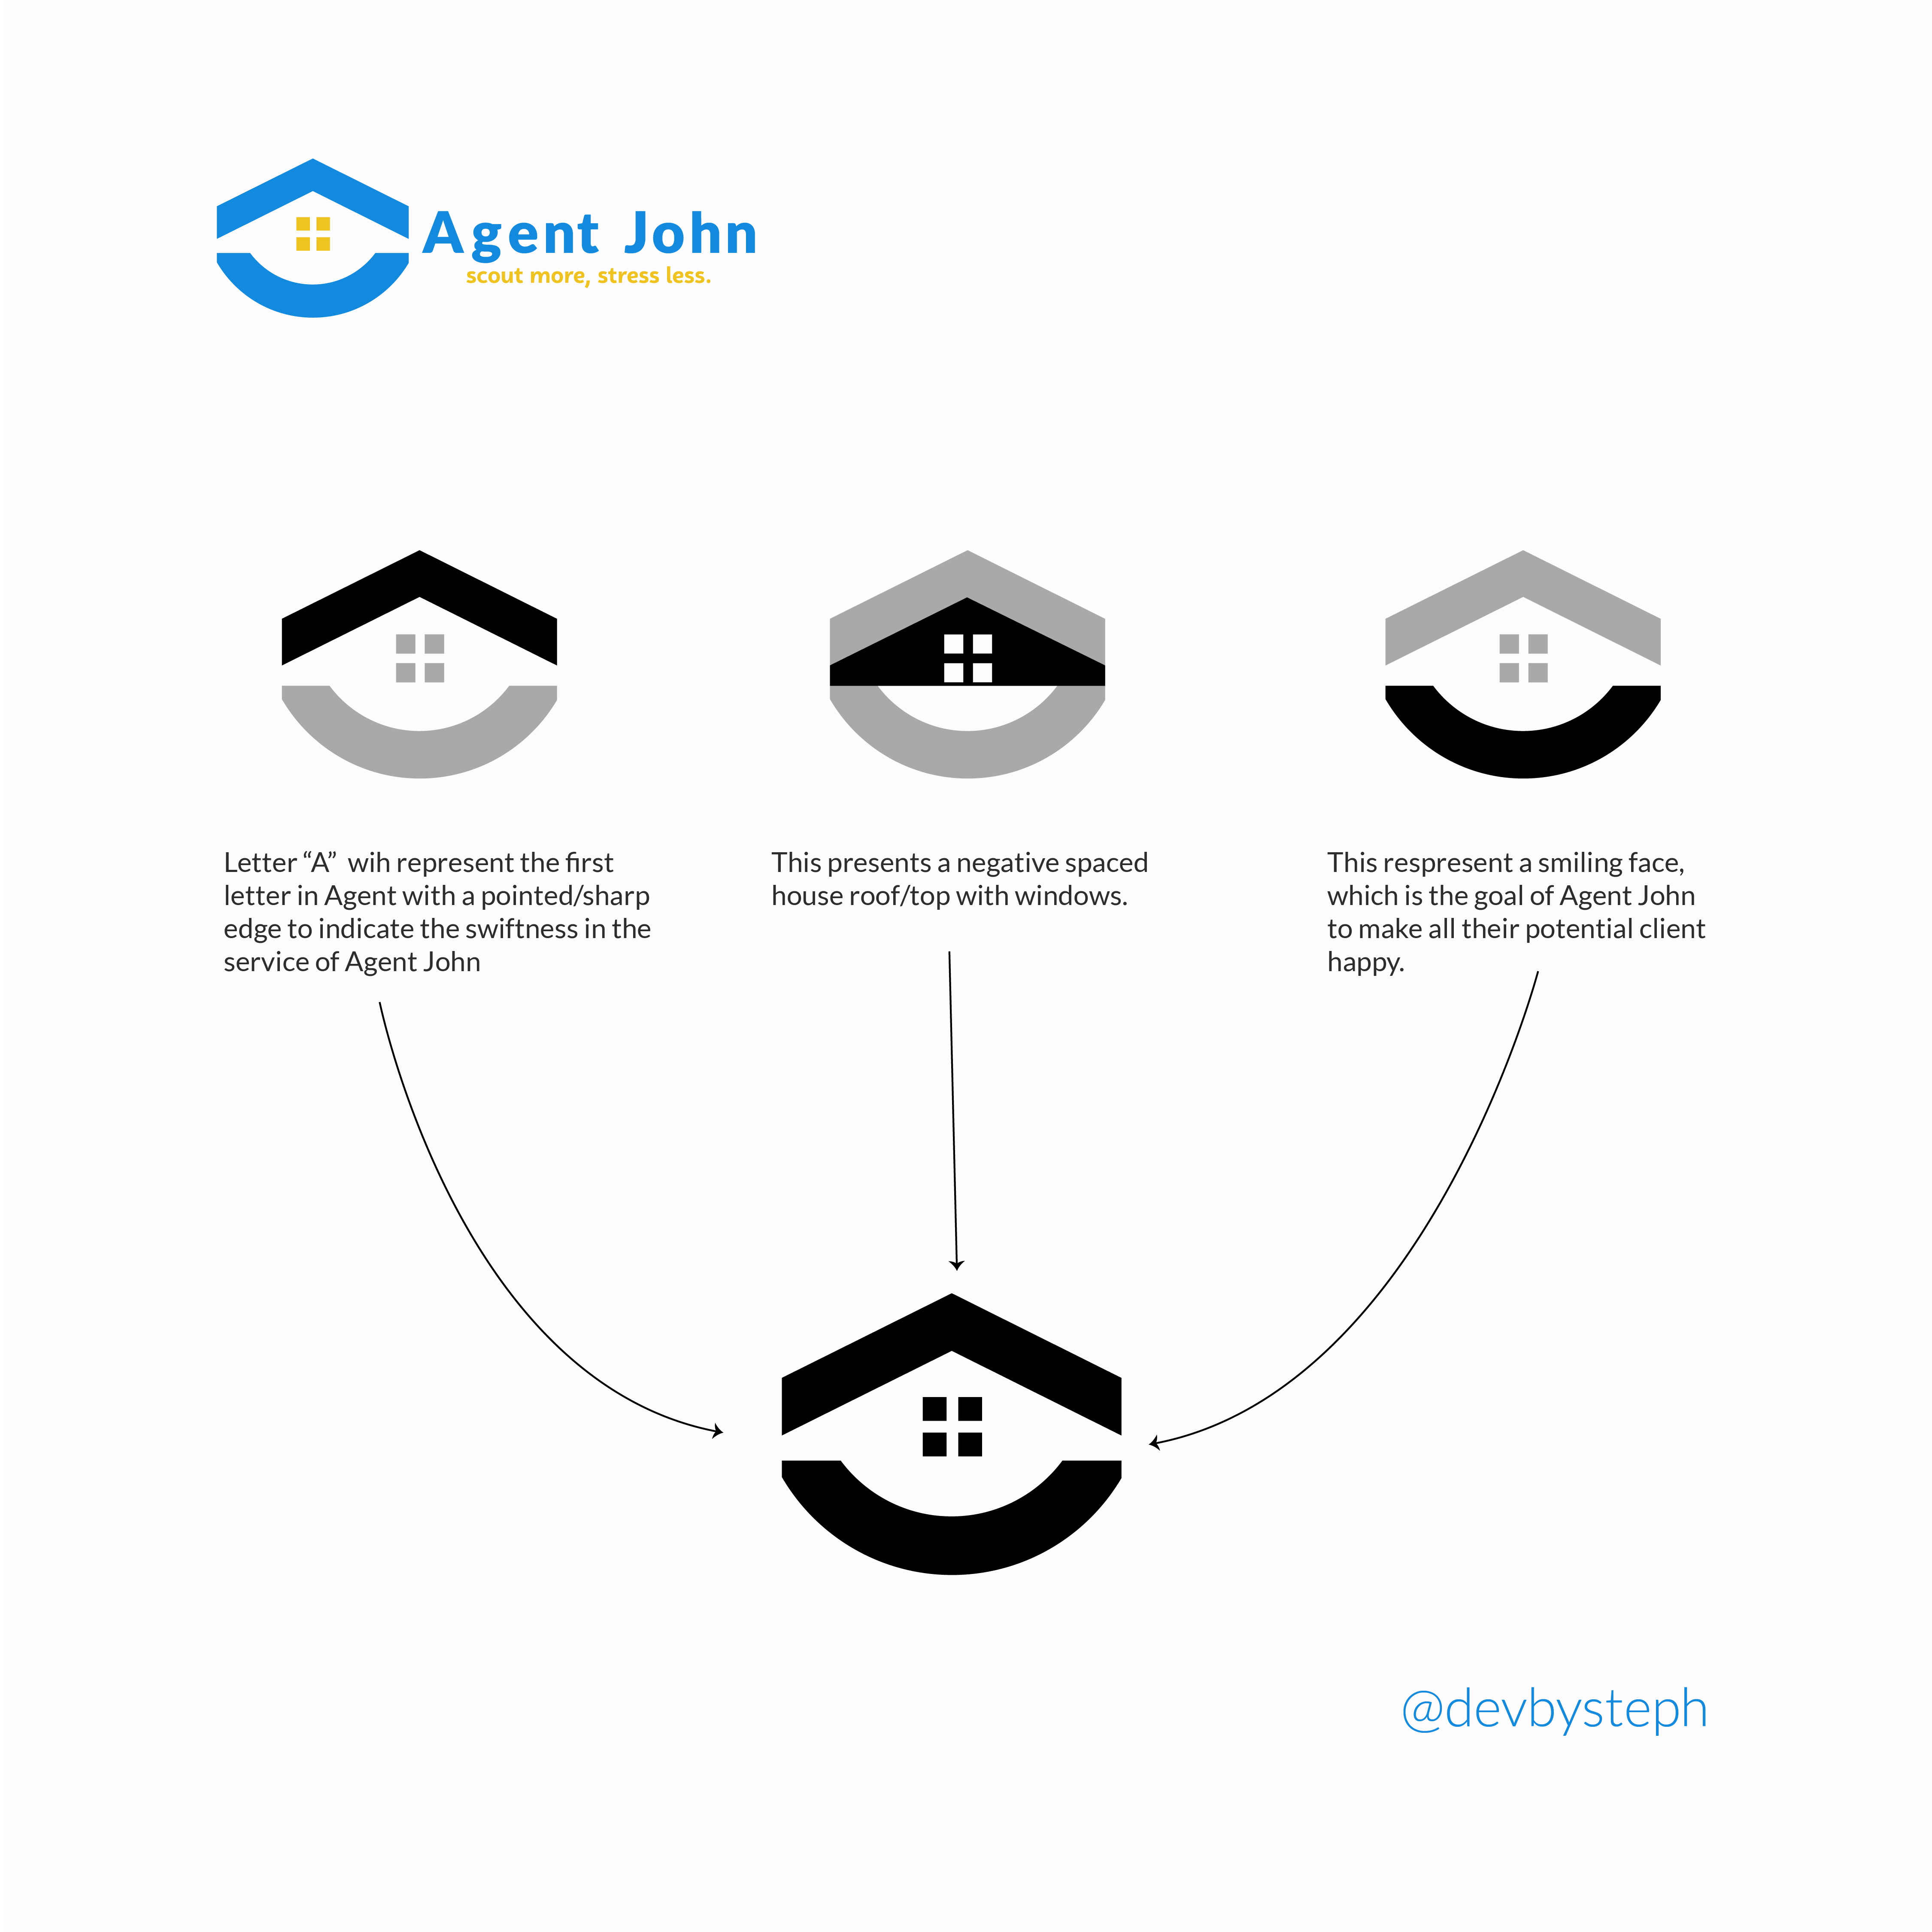 Agent John
scout more, stress less.
Letter “A”  wih represent the first
letter in Agent with a pointed/sharp
edge to indicate the swiftness in the
service of Agent John
This presents a negative spaced
house roof/top with windows.
This respresent a smiling face,
which is the goal of Agent John
to make all their potential client
happy.
@devbysteph